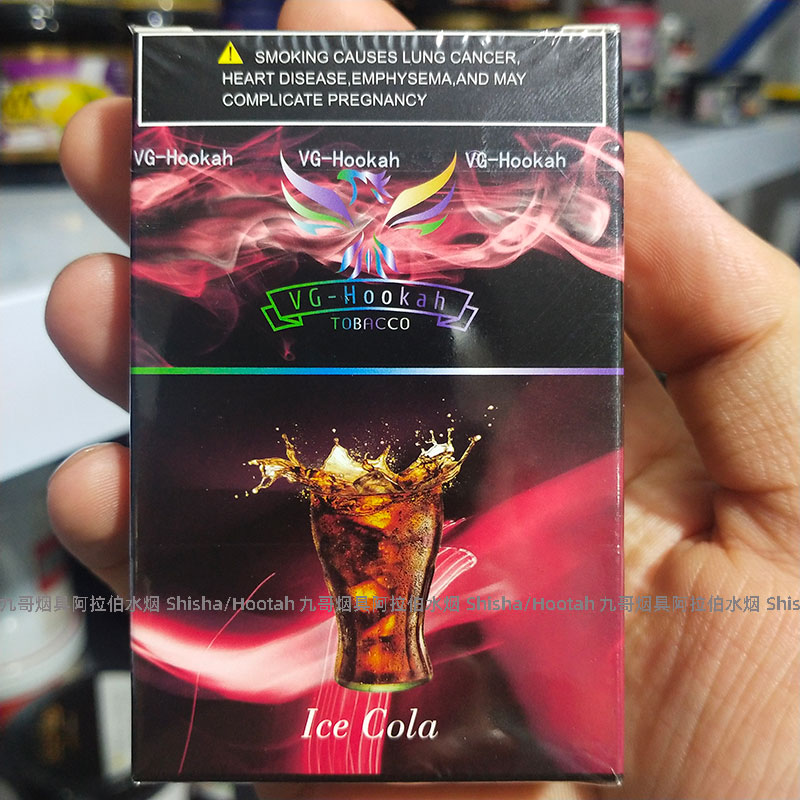 SMOKING CAUSES LUNG CANCER,
HEART DISEASE,EMPHYSEMA,AND MAY
COMPLICATE PREGNANCY
VG-Hookah VG-Hookah VG-Hookah
VG-Hookah
TOBACCO
九哥烟具阿拉伯水烟 Shisha/Hootah 九哥烟具阿拉伯水烟 Shisha/Hootah 九哥烟具阿拉伯水烟 Shis
Ice Cola